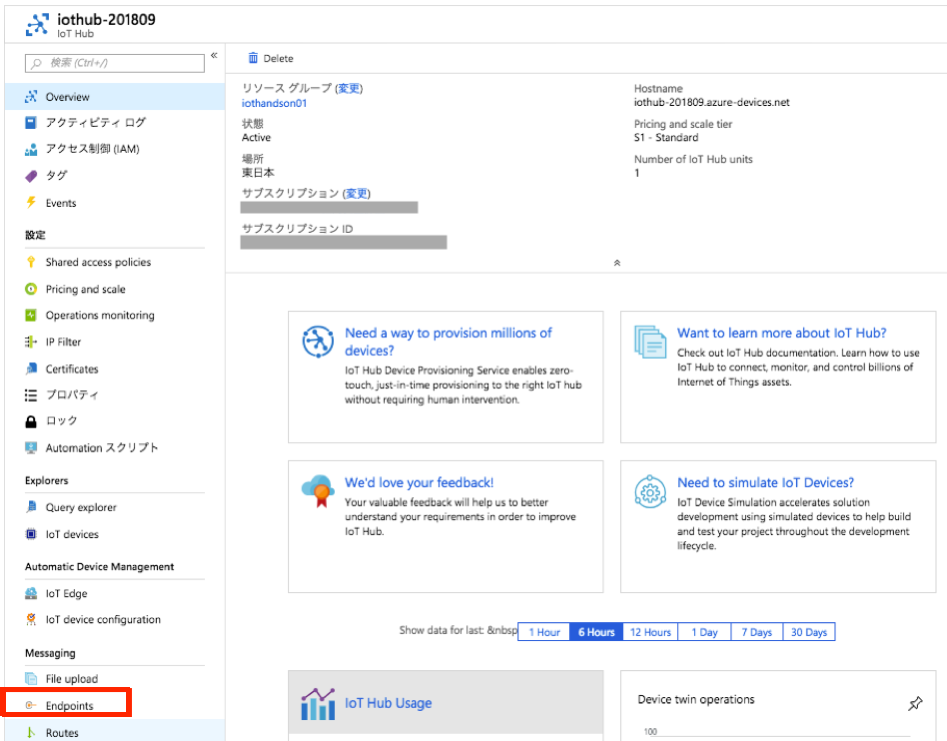 iothub-201809
IoT Hub
検索 (Ctrl+/)
«
Overview
アクティビティ ログ
アクセス制御 (IAM)
タグ
Events
設定
Shared access policies
Pricing and scale
Operations monitoring
IP Filter
Certificates
プロパティ
ロック
Automation スクリプト
Explorers
Query explorer
IoT devices
Automatic Device Management
IoT Edge
IoT device configuration
Messaging
File upload
Endpoints
Routes
Delete
リソース グループ (変更)
iothandson01
状態
Active
場所
東日本
サブスクリプション (変更)
サブスクリプション ID
Hostname
iothub-201809.azure-devices.net
Pricing and scale tier
S1 - Standard
Number of IoT Hub units
1
Need a way to provision millions of
devices?
IoT Hub Device Provisioning Service enables zero-
touch, just-in-time provisioning to the right IoT hub
without requiring human intervention.
Want to learn more about IoT Hub?
Check out IoT Hub documentation. Learn how to use
IoT Hub to connect, monitor, and control billions of
Internet of Things assets.
We'd love your feedback!
Your valuable feedback will help us to better
understand your requirements in order to improve
IoT Hub.
Need to simulate IoT Devices?
IoT Device Simulation accelerates solution
development using simulated devices to help build
and test your project throughout the development
lifecycle.
Show data for last: &nbsp 1 Hour 6 Hours 12 Hours 1 Day 7 Days 30 Days
IoT Hub Usage
Device twin operations
100